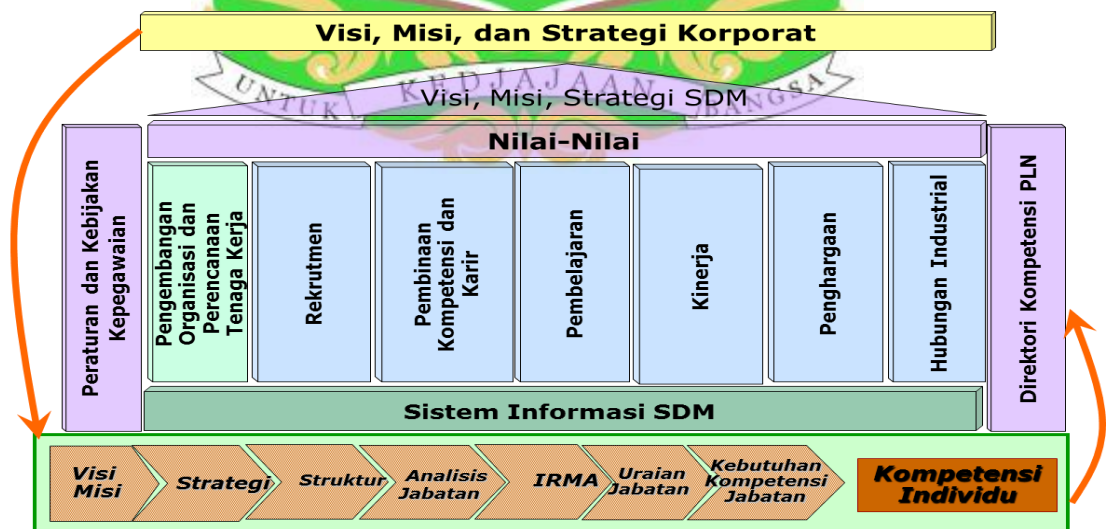 Visi, Misi, dan Strategi Korporat
UNTUK KEDJAJAAN BANGSA
Visi, Misi, Strategi SDM
Nilai-Nilai
Peraturan dan Kebijakan
Kepegawaian
Pengembangan
Organisasi dan
Perencanaan
Tenaga Kerja
Rekrutmen
Pembinaan
Kompetensi dan
Karir
Pembelajaran
Kinerja
Penghargaan
Hubungan Industrial
Direktori Kompetensi PLN
Sistem Informasi SDM
Visi
Misi
Strategi
Struktur
Analisis
Jabatan
IRMA
Uraian
Jabatan
Kebutuhan
Kompetensi
Jabatan
Kompetensi
Individu